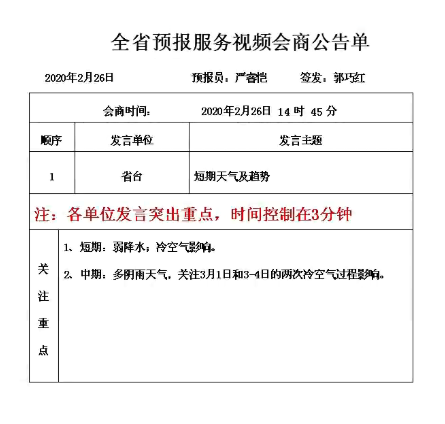 全省预报服务视频会商公告单
2020年2月26日 预报员：严睿恺 签发：郭巧红
会商时间： 2020年2月26日 14 时 45 分
顺序 发言单位 发言主题
1 省台 短期天气及趋势
注：各单位发言突出重点，时间控制在3分钟
关注重点
1、短期：弱降水；冷空气影响。
2、中期：多阴雨天气，关注3月1日和3-4日的两次冷空气过程影响。